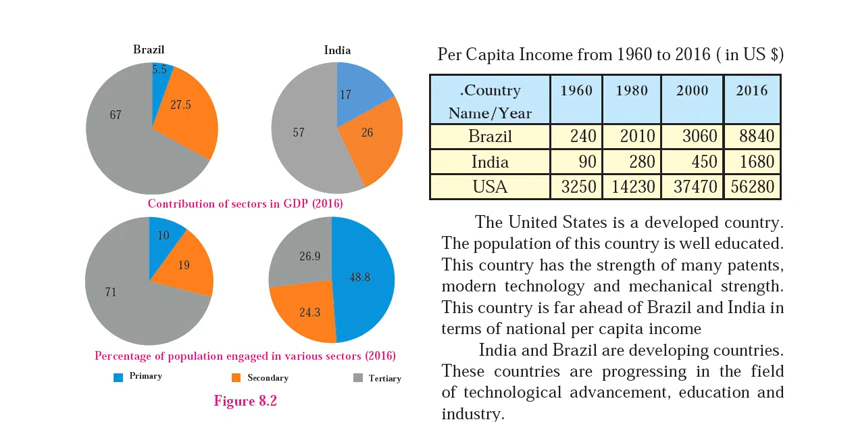 Brazil
India
5.5
27.5
67
17
26
57
Contribution of sectors in GDP (2016)
10
19
71
48.8
24.3
26.9
Percentage of population engaged in various sectors (2016)
Primary Secondary Tertiary
Figure 8.2
Per Capita Income from 1960 to 2016 ( in US $)
.Country Name/Year 1960 1980 2000 2016
Brazil 240 2010 3060 8840
India 90 280 450 1680
USA 3250 14230 37470 56280
The United States is a developed country.
The population of this country is well educated.
This country has the strength of many patents,
modern technology and mechanical strength.
This country is far ahead of Brazil and India in
terms of national per capita income
India and Brazil are developing countries.
These countries are progressing in the field
of technological advancement, education and
industry.